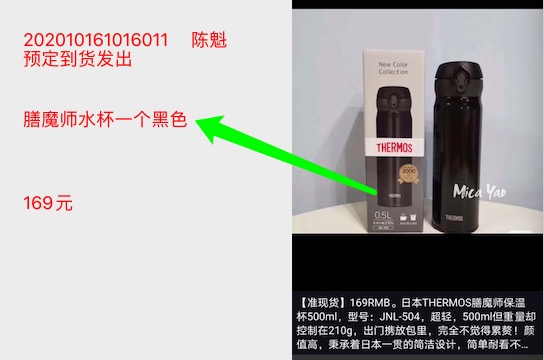 202010161016011 陈魁
预定到货发出
膳魔师水杯一个黑色
169元
New Color
Collection
THERMOS
2000
0.5L
Mica Yao
THERMOS
【准现货】169RMB。日本THERMOS膳魔师保温
杯500ml，型号：JNL-504，超轻，500ml但重量却
控制在210g，出门携放包里，完全不觉得累赘！颜
值高，秉承着日本一贯的简洁设计，简单耐看不...